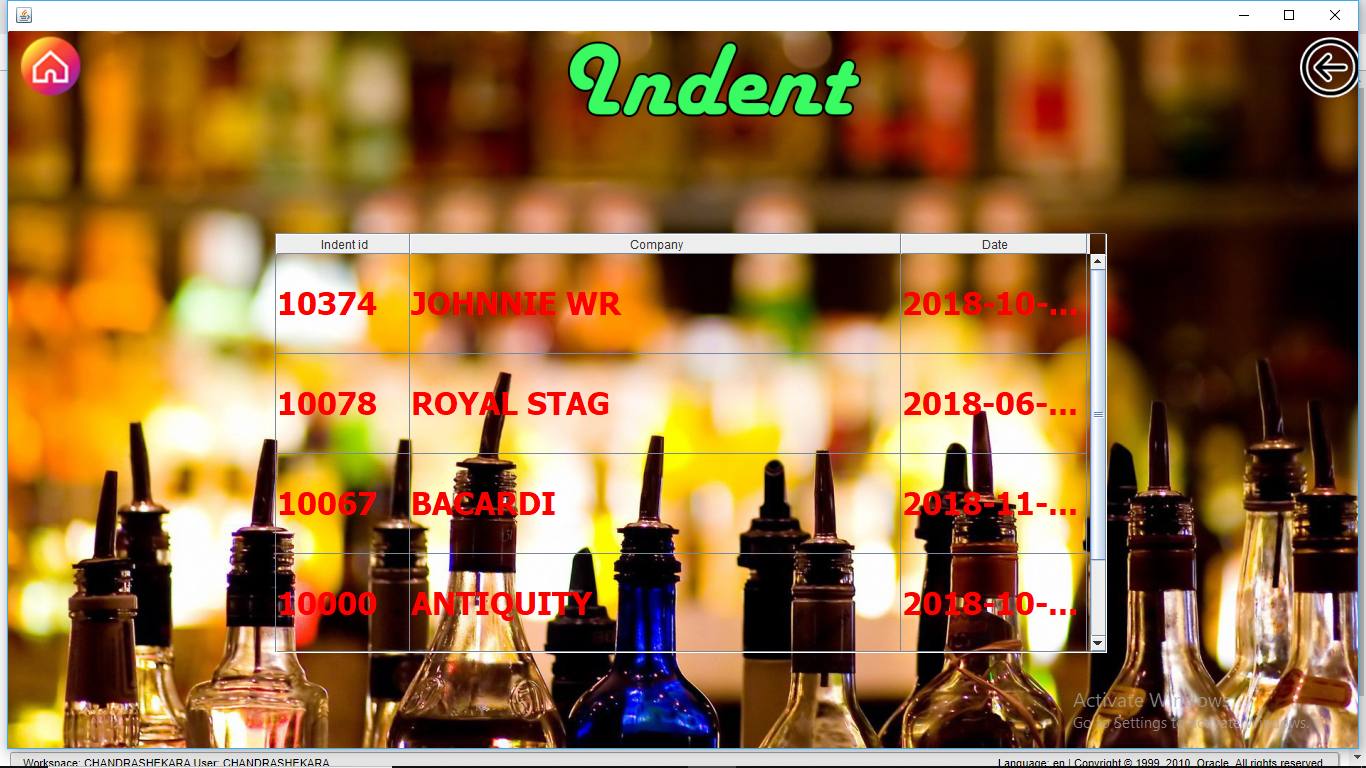 Indent
Indent id Company Date
10374 JOHNNIE WR 2018-10-...
10078 ROYAL STAG 2018-06-...
10067 BACARDI 2018-11-...
10000 ANTIQUITY 2018-10-...
Activate Windows
Go to Settings to activate Windows.
Workspace: CHANDRASHEKARA User: CHANDRASHEKARA Language: en | Copyright © 1999, 2010, Oracle. All rights reserved.